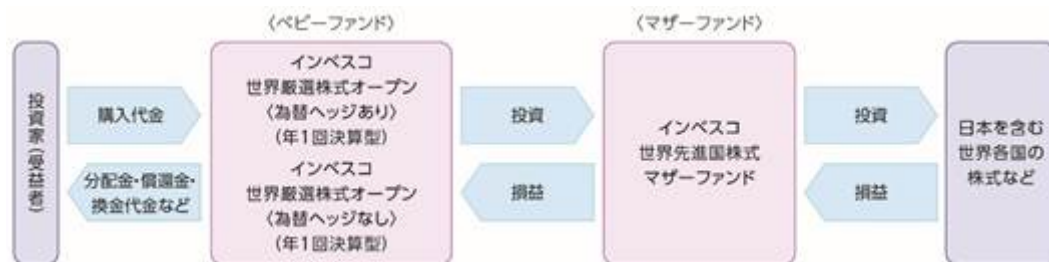 〈ベビーファンド〉
〈マザーファンド〉
投資家(受益者)
購入代金
分配金・償還金・
換金代金など
インベスコ
世界厳選株式オープン
〈為替ヘッジあり〉
(年1回決算型)
インベスコ
世界厳選株式オープン
〈為替ヘッジなし〉
(年1回決算型)
投資
損益
インベスコ
世界先進国株式
マザーファンド
投資
損益
日本を含む
世界各国の
株式など